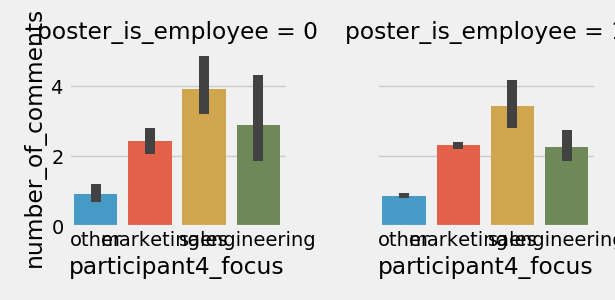 poster_is_employee = 0
poster_is_employee = 1
number_of_comments
4
2
0
other marketing sales engineering
other marketing sales engineering
participant4_focus
participant4_focus